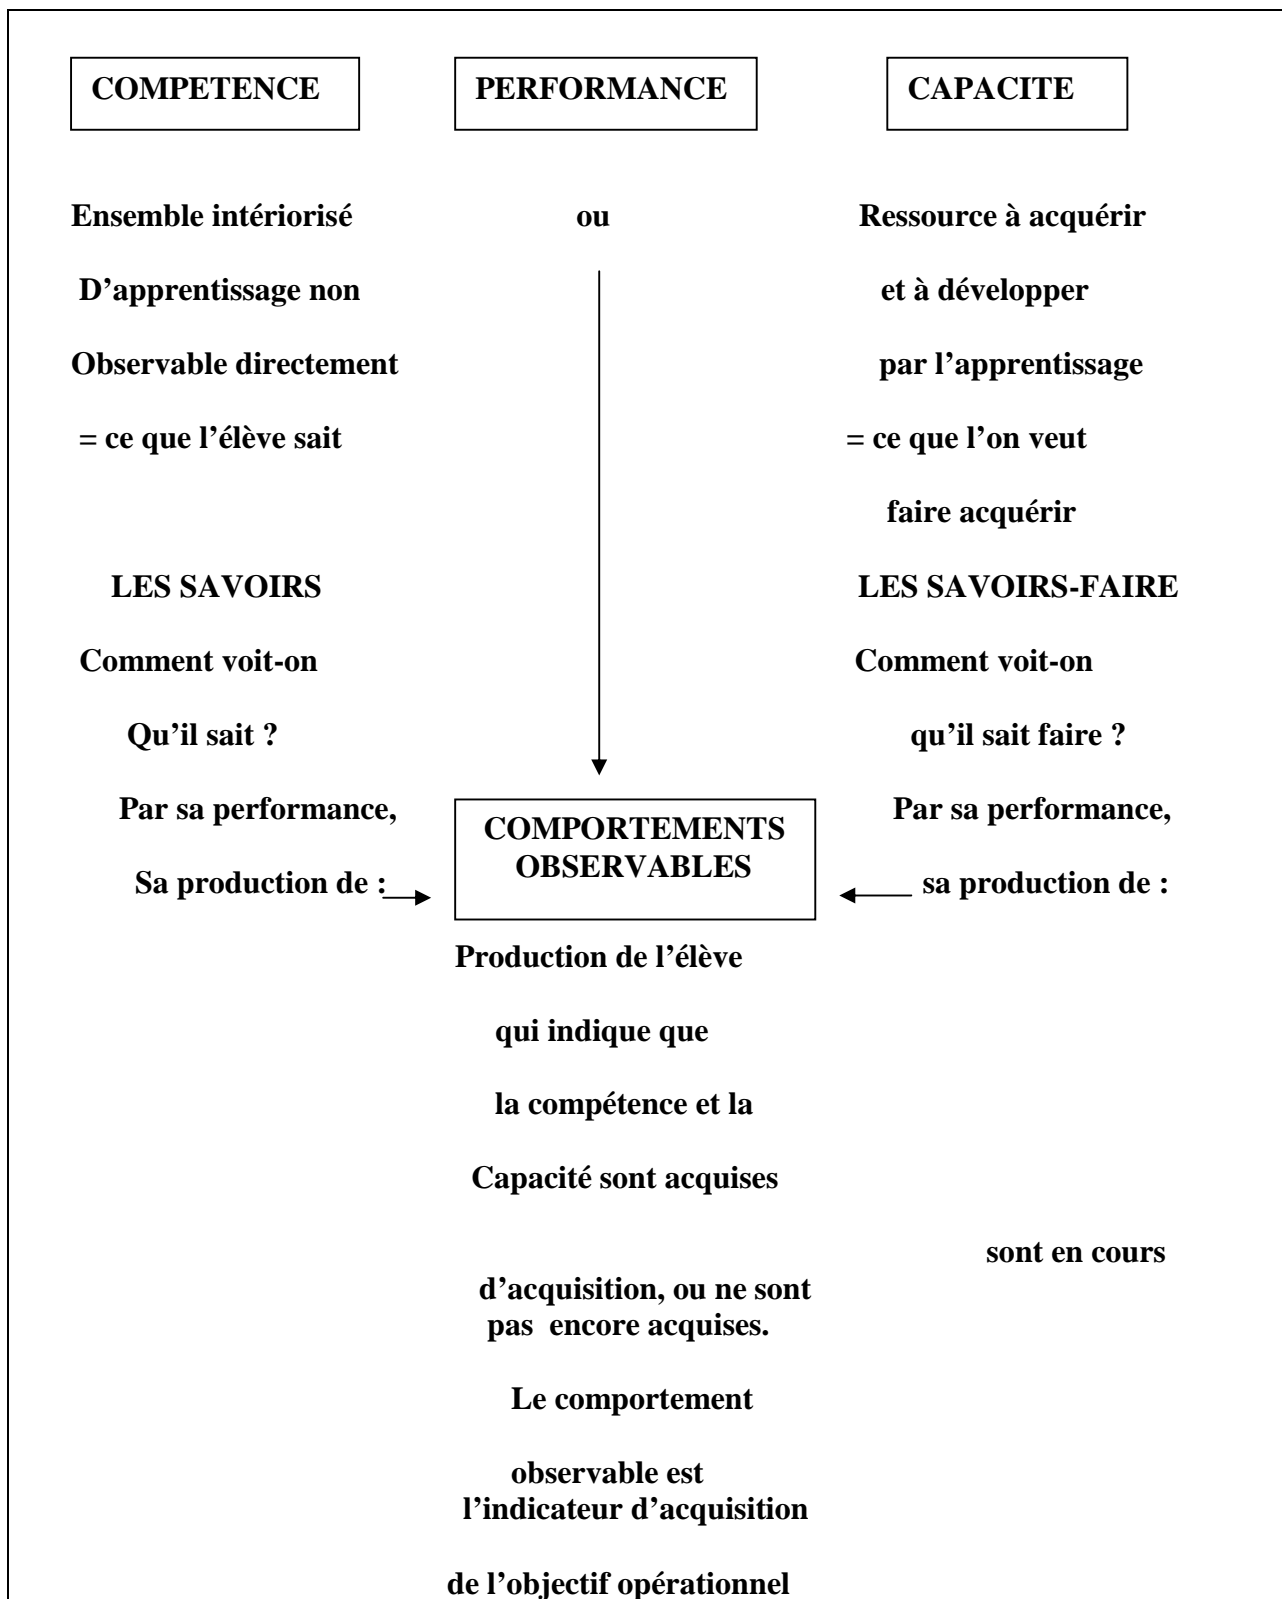 COMPETENCE
PERFORMANCE
CAPACITE
Ensemble intériorisé
D’apprentissage non
Observable directement
= ce que l’élève sait
LES SAVOIRS
Comment voit-on
Qu’il sait ?
Par sa performance,
Sa production de :
ou
COMPORTEMENTS
OBSERVABLES
Production de l’élève
qui indique que
la compétence et la
Capacité sont acquises
sont en cours
d’acquisition, ou ne sont
pas encore acquises.
Le comportement
observable est
l’indicateur d’acquisition
de l’objectif opérationnel
Ressource à acquérir
et à développer
par l’apprentissage
= ce que l’on veut
faire acquérir
LES SAVOIRS-FAIRE
Comment voit-on
qu’il sait faire ?
Par sa performance,
sa production de :